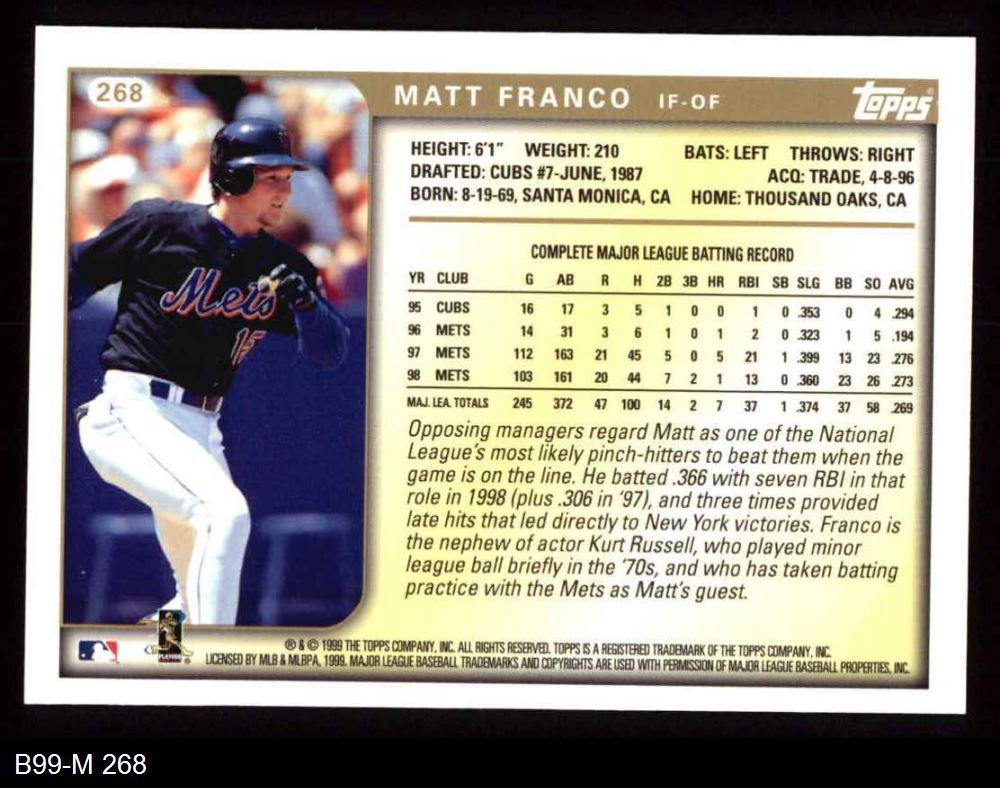 268
MATT FRANCO IF-OF
Topps®
HEIGHT: 6'1" WEIGHT: 210 BATS: LEFT THROWS: RIGHT
DRAFTED: CUBS #7-JUNE, 1987 ACQ: TRADE, 4-8-96
BORN: 8-19-69, SANTA MONICA, CA HOME: THOUSAND OAKS, CA
COMPLETE MAJOR LEAGUE BATTING RECORD
YR CLUB G AB R H 2B 3B HR RBI SB SLG BB SO AVG
95 CUBS 16 17 3 5 1 0 0 1 0 .353 0 4 .294
96 METS 14 31 3 6 1 0 1 2 0 .323 1 5 .194
97 METS 112 163 21 45 5 0 5 21 1 .399 13 23 .276
98 METS 103 161 20 44 7 2 1 13 0 .360 23 26 .273
MAJ. LEA. TOTALS 245 372 47 100 14 2 7 37 1 .374 37 58 .269
Opposing managers regard Matt as one of the National
League's most likely pinch-hitters to beat them when the
game is on the line. He batted .366 with seven RBI in that
role in 1998 (plus .306 in '97), and three times provided
late hits that led directly to New York victories. Franco is
the nephew of actor Kurt Russell, who played minor
league ball briefly in the '70s, and who has taken batting
practice with the Mets as Matt's guest.
Mets
15
® & © 1999 THE TOPPS COMPANY, INC. ALL RIGHTS RESERVED. TOPPS IS A REGISTERED TRADEMARK OF THE TOPPS COMPANY, INC.
LICENSED BY MLB & MLBPA, 1999. MAJOR LEAGUE BASEBALL TRADEMARKS AND COPYRIGHTS ARE USED WITH PERMISSION OF MAJOR LEAGUE BASEBALL PROPERTIES, INC.
B99-M 268